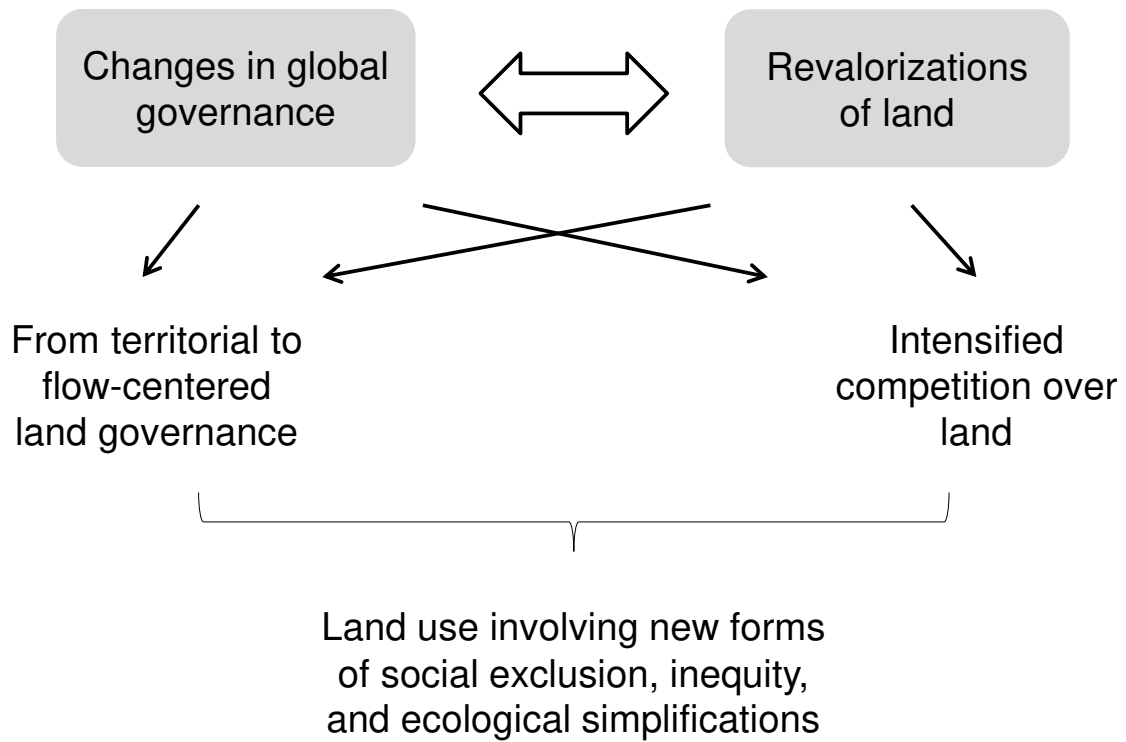 Changes in global
governance
Revalorizations
of land
From territorial to
flow-centered
land governance
Intensified
competition over
land
Land use involving new forms
of social exclusion, inequity,
and ecological simplifications